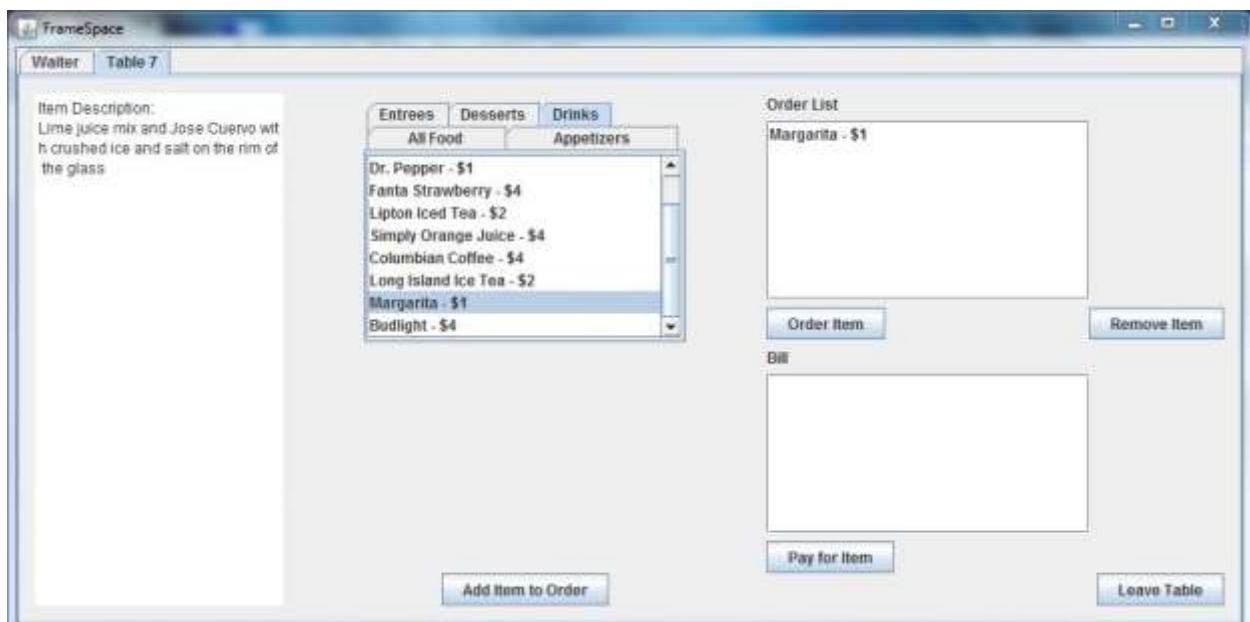 FrameSpace
Waiter
Table 7
Item Description:
Lime juice mix and Jose Cuervo wit
h crushed ice and salt on the rim of
the glass
Entrees
Desserts
Drinks
All Food
Appetizers
Dr. Pepper - $1
Fanta Strawberry - $4
Lipton Iced Tea - $2
Simply Orange Juice - $4
Columbian Coffee - $4
Long Island Ice Tea - $2
Margarita - $1
Budlight - $4
Add Item to Order
Order List
Margarita - $1
Order Item
Remove Item
Bill
Pay for Item
Leave Table